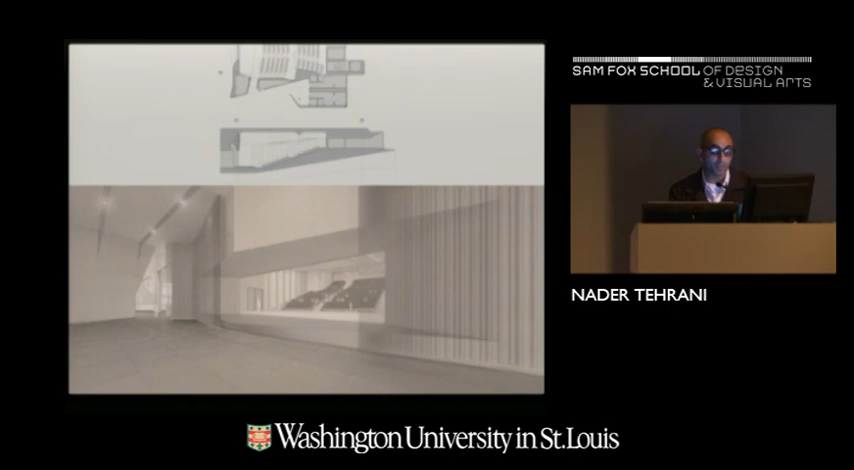 SAM FOX SCHOOL OF DESIGN
& VISUAL ARTS
NADER TEHRANI
Washington University in St. Louis